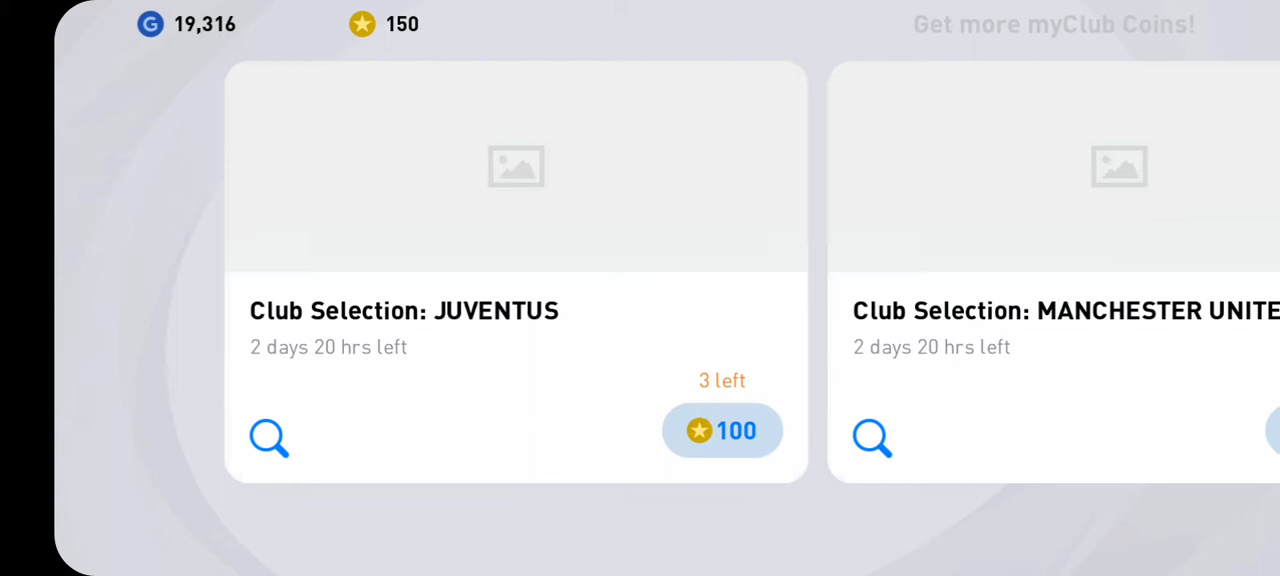 G 19,316
150
Get more myClub Coins!
Club Selection: JUVENTUS
2 days 20 hrs left
3 left
100
Club Selection: MANCHESTER UNITE
2 days 20 hrs left